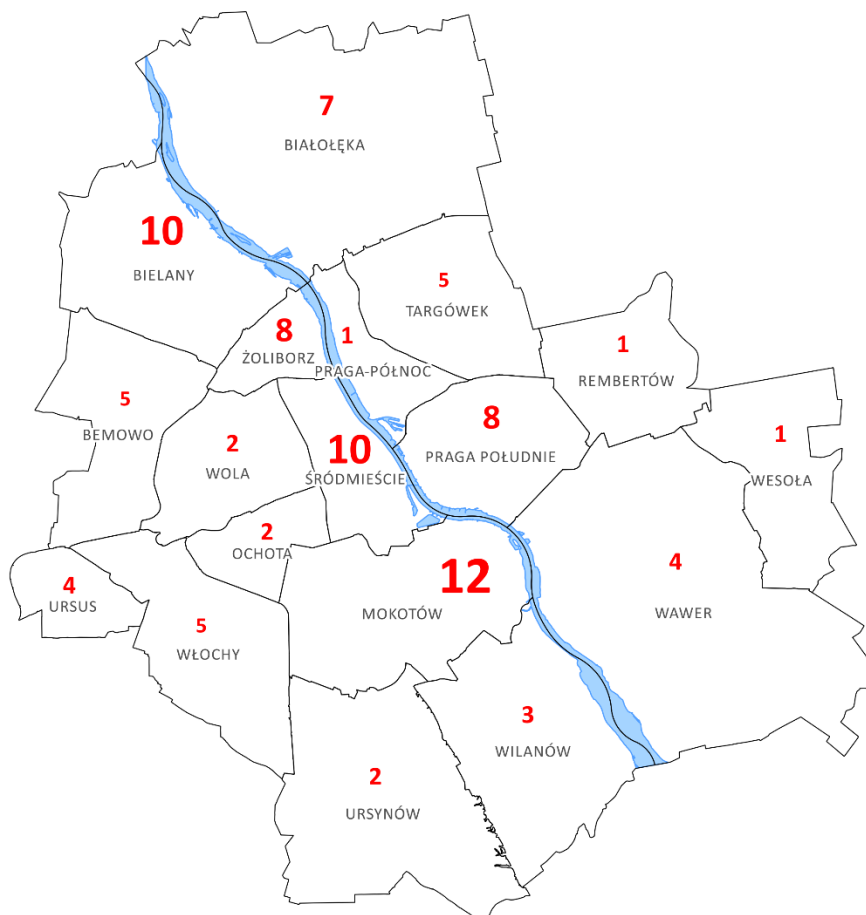 7
BIAŁOŁĘKA
10
BIELANY
5
TARGÓWEK
8
ŻOLIBORZ
1
PRAGA-PÓŁNOC
1
REMBERTÓW
5
BEMOWO
2
WOLA
10
ŚRÓDMIEŚCIE
8
PRAGA POŁUDNIE
1
WESOŁA
2
OCHOTA
4
URSUS
12
MOKOTÓW
4
WAWER
5
WŁOCHY
3
WILANÓW
2
URSYNÓW